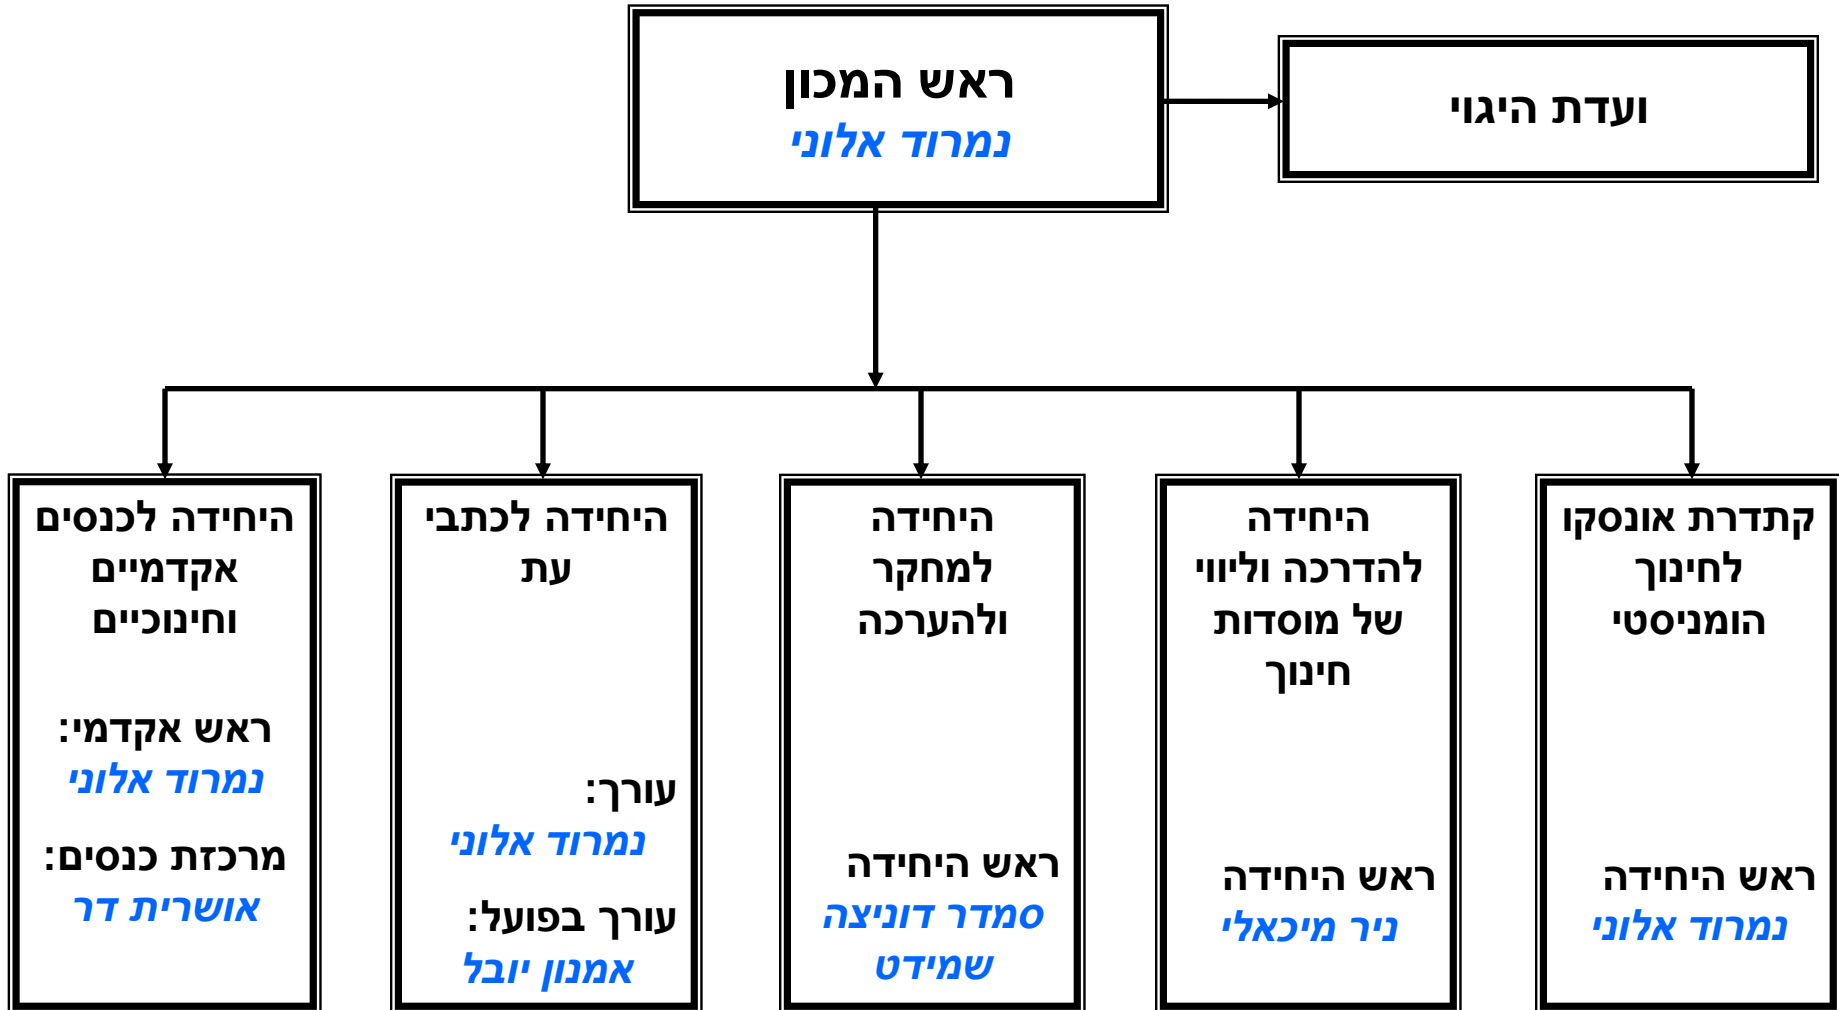 ראש המכון
נמרוד אלוני
ועדת היגוי
קתדרת אונסקו
לחינוך
הומניסטי
ראש היחידה
נמרוד אלוני
היחידה
להדרכה וליווי
של מוסדות
חינוך
ראש היחידה
ניר מיכאלי
היחידה
למחקר
ולהערכה
ראש היחידה
סמדר דוניצה
שמידט
היחידה לכתבי
עת
עורך:
נמרוד אלוני
עורך בפועל:
אמנון יובל
היחידה לכנסים
אקדמיים
וחינוכיים
ראש אקדמי:
נמרוד אלוני
מרכזת כנסים:
אושרית דר